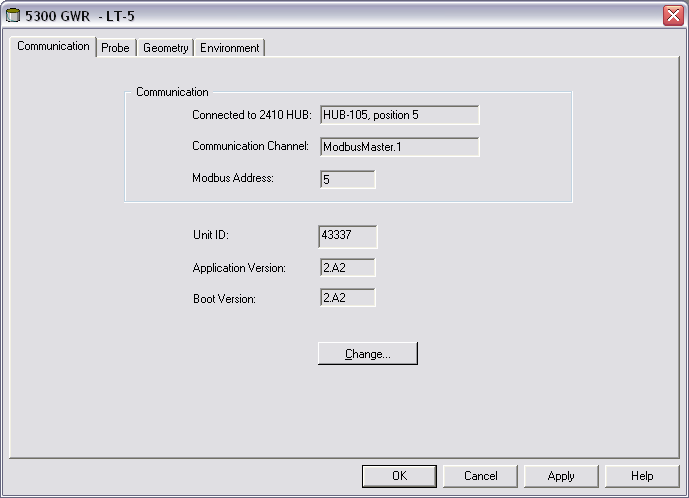 5300 GWR - LT-5
Communication Probe Geometry Environment
Communication
Connected to 2410 HUB: HUB-105, position 5
Communication Channel: ModbusMaster.1
Modbus Address: 5
Unit ID: 43337
Application Version: 2.A2
Boot Version: 2.A2
Change...
OK Cancel Apply Help